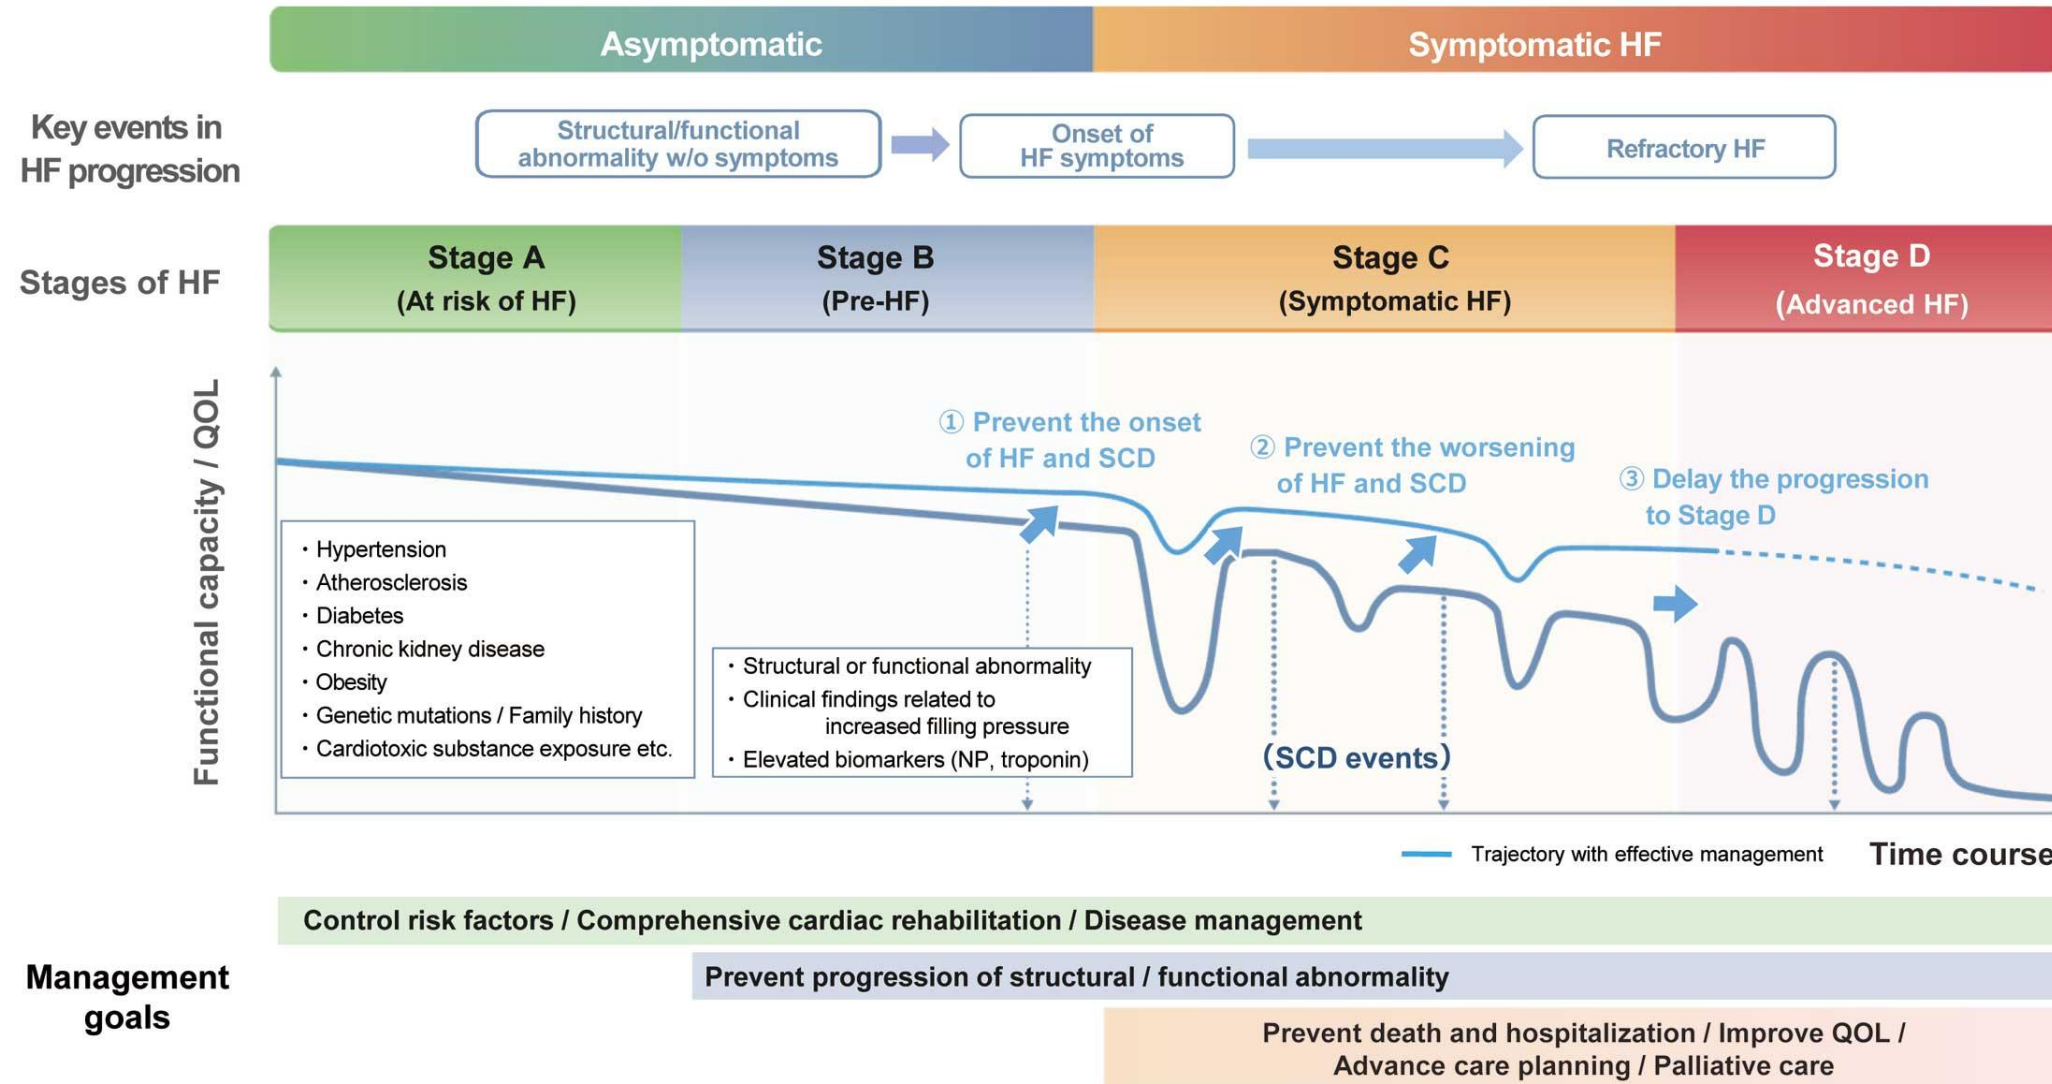 Asymptomatic
Symptomatic HF
Key events in
HF progression
Structural/functional
abnormality w/o symptoms
Onset of
HF symptoms
Refractory HF
Stages of HF
Stage A
(At risk of HF)
Stage B
(Pre-HF)
Stage C
(Symptomatic HF)
Stage D
(Advanced HF)
Functional capacity / QOL
① Prevent the onset
of HF and SCD
② Prevent the worsening
of HF and SCD
③ Delay the progression
to Stage D
・Hypertension
・Atherosclerosis
・Diabetes
・Chronic kidney disease
・Obesity
・Genetic mutations / Family history
・Cardiotoxic substance exposure etc.
・Structural or functional abnormality
・Clinical findings related to
increased filling pressure
・Elevated biomarkers (NP, troponin)
(SCD events)
Trajectory with effective management
Time course
Management
goals
Control risk factors / Comprehensive cardiac rehabilitation / Disease management
Prevent progression of structural / functional abnormality
Prevent death and hospitalization / Improve QOL /
Advance care planning / Palliative care